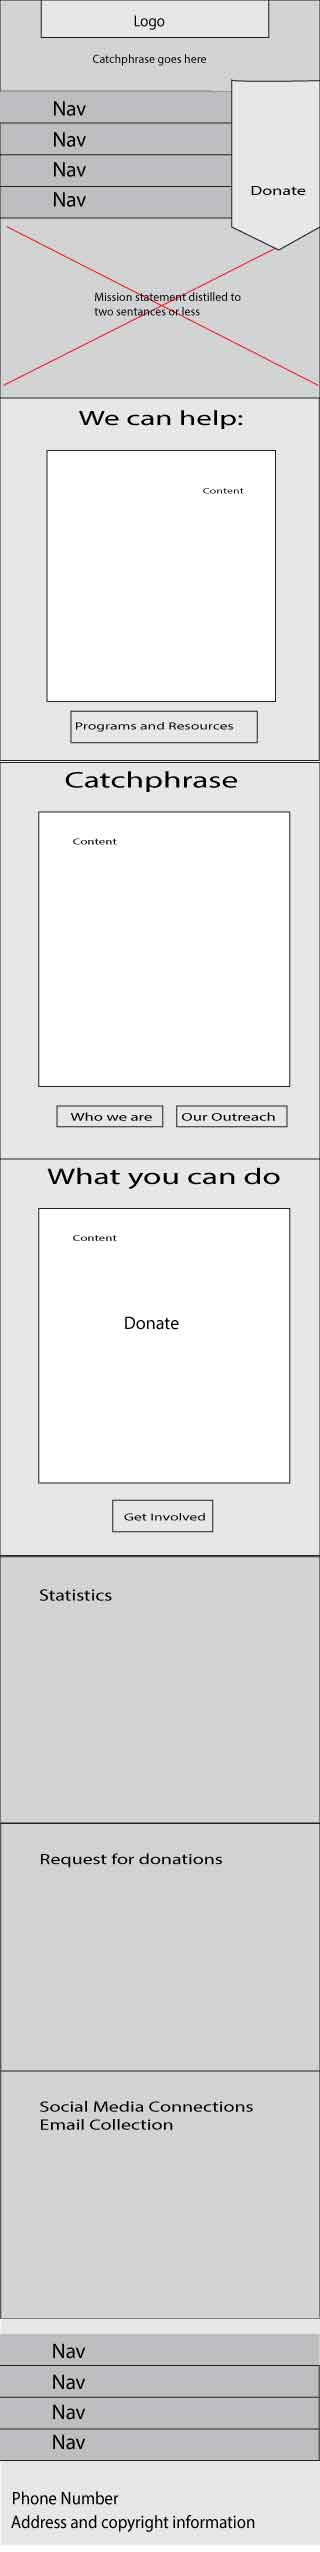 Logo
Catchphrase goes here
Nav
Nav
Nav
Nav
Donate
Mission statement distilled to
two sentances or less
We can help:
Content
Programs and Resources
Catchphrase
Content
Who we are
Our Outreach
What you can do
Content
Donate
Get Involved
Statistics
Request for donations
Social Media Connections
Email Collection
Nav
Nav
Nav
Nav
Phone Number
Address and copyright information